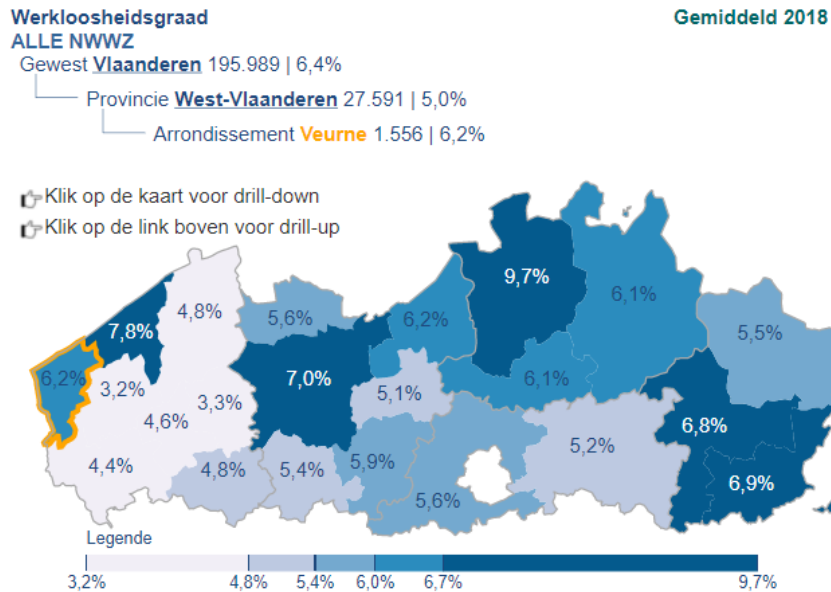 Werkloosheidsgraad
Gemiddeld 2018
ALLE NWWZ
Gewest Vlaanderen 195.989 | 6,4%
Provincie West-Vlaanderen 27.591 | 5,0%
Arrondissement Veurne 1.556 | 6,2%
Klik op de kaart voor drill-down
Klik op de link boven voor drill-up
9,7%
6,1%
4,8%
5,6%
6,2%
7,8%
5,5%
6,2%
3,2%
7,0%
6,1%
5,1%
3,3%
4,6%
6,8%
5,2%
4,4%
4,8%
5,4%
5,9%
6,9%
5,6%
Legende
3,2% 4,8% 5,4% 6,0% 6,7% 9,7%